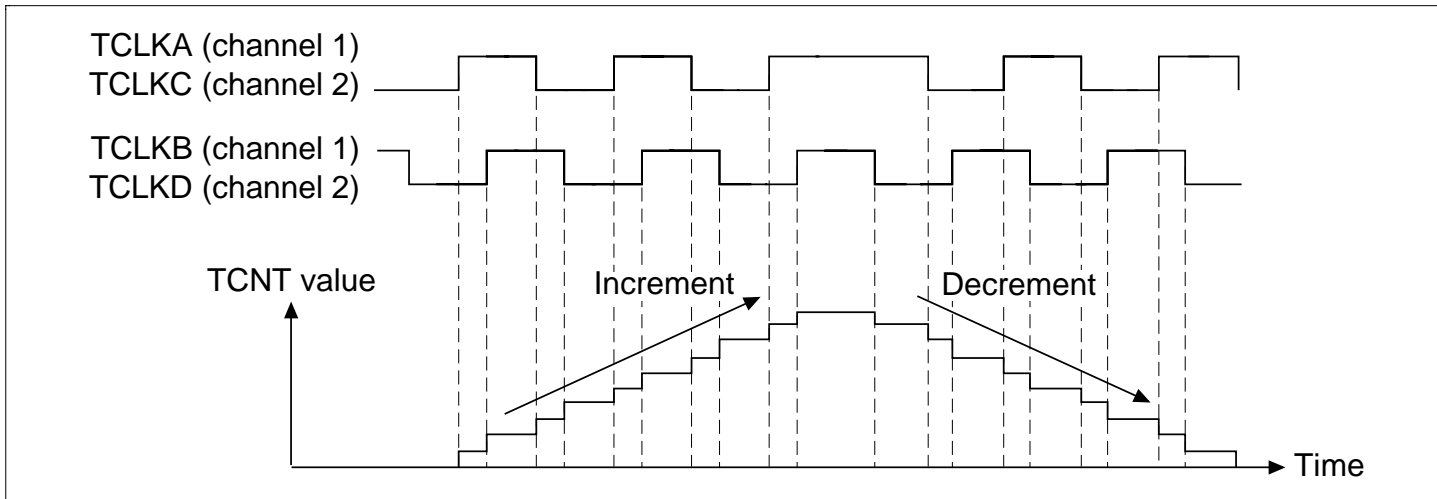 TCLKA (channel 1)
TCLKC (channel 2)
TCLKB (channel 1)
TCLKD (channel 2)
TCNT value
Increment
Decrement
Time